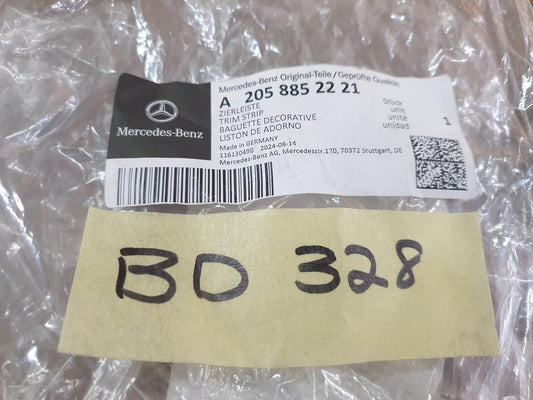 Mercedes-Benz Original-Teile / Geprüfte Qualität
A 205 885 22 21
ZIERLEISTE
TRIM STRIP
BAGUETTE DECORATIVE
LISTON DE ADORNO
Made in GERMANY
116130490 2024-08-14
Mercedes-Benz AG, Mercedesstr.120, 70372 Stuttgart, DE
Stück
unit
unité
unidad
1
Mercedes-Benz
BD 328